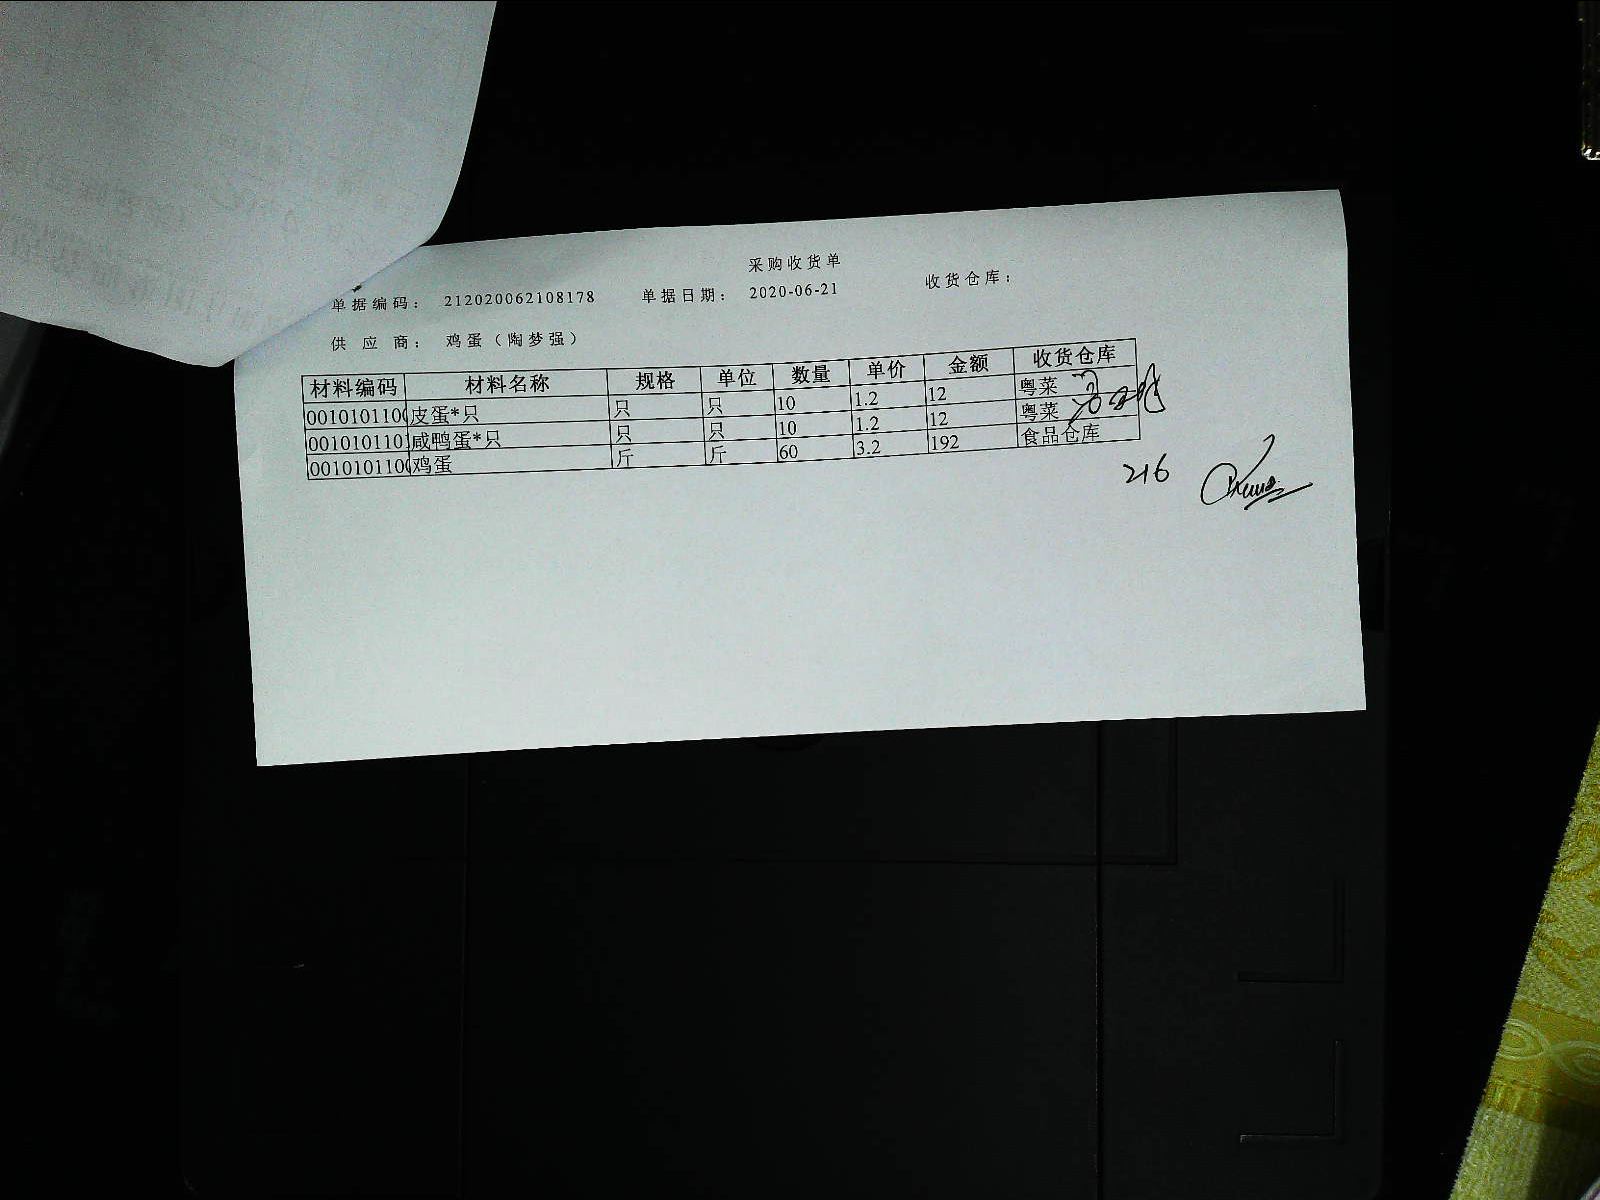 采购收货单
单据编码： 212020062108178 单据日期： 2020-06-21 收货仓库：
供 应 商： 鸡蛋（陶梦强）
材料编码 材料名称 规格 单位 数量 单价 金额 收货仓库
0010101100 皮蛋*只 只 只 10 1.2 12 粤菜
0010101101 咸鸭蛋*只 只 只 10 1.2 12 粤菜
0010101100 鸡蛋 斤 斤 60 3.2 192 食品仓库
216